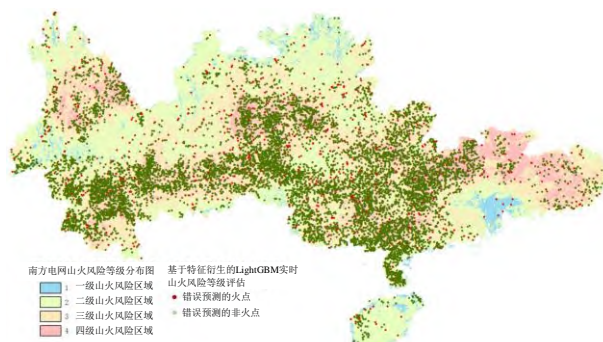 南方电网山火风险等级分布图
1 一级山火风险区域
2 二级山火风险区域
3 三级山火风险区域
4 四级山火风险区域
基于特征衍生的LightGBM实时
山火风险等级评估
错误预测的火点
错误预测的非火点